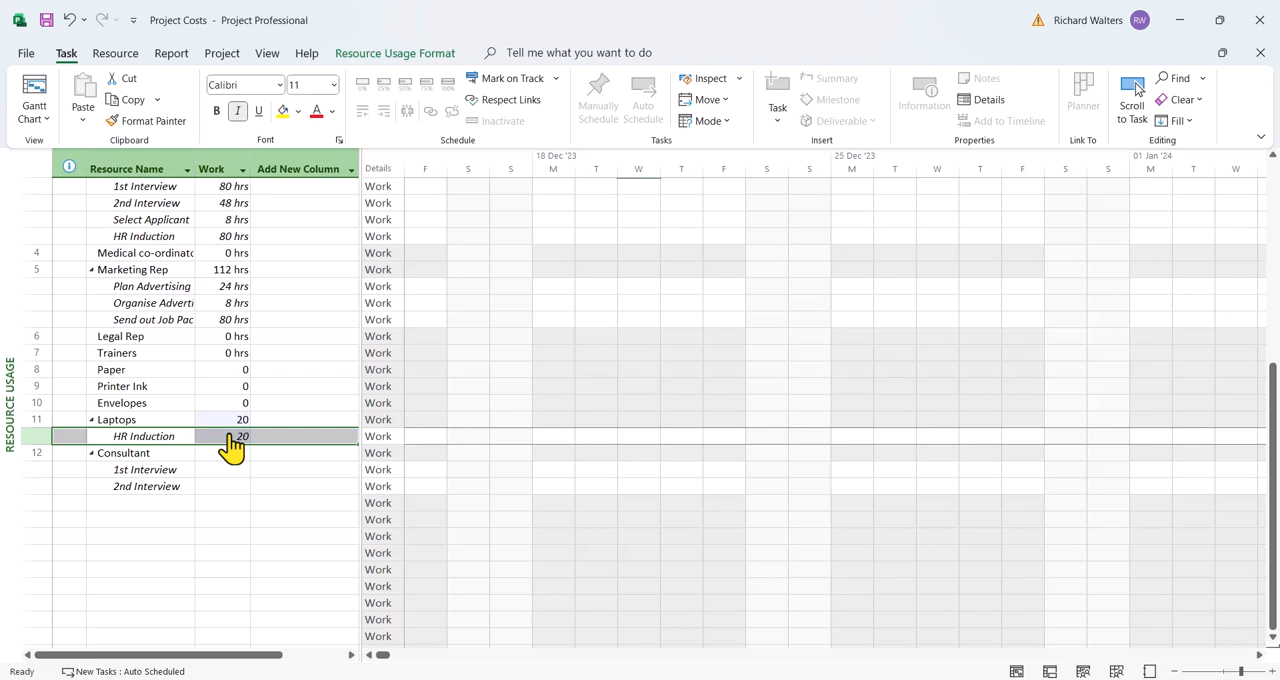 Project Costs - Project Professional
Richard Walters RW
File Task Resource Report Project View Help Resource Usage Format Tell me what you want to do
Gantt Chart
View
Paste
Cut
Copy
Format Painter
Clipboard
Calibri 11
B I U A
Font
0% 25% 50% 75% 100%
Mark on Track
Respect Links
Inactivate
Schedule
Manually Schedule
Auto Schedule
Inspect
Move
Mode
Tasks
Task
Summary
Milestone
Deliverable
Insert
Information
Notes
Details
Add to Timeline
Properties
Planner
Link To
Scroll to Task
Find
Clear
Fill
Editing
Resource Name Work Add New Column Details
18 Dec '23 25 Dec '23 01 Jan '24
F S S M T W T F S S M T W T F S S M T W
1st Interview 80 hrs Work
2nd Interview 48 hrs Work
Select Applicant 8 hrs Work
HR Induction 80 hrs Work
4 Medical co-ordinato 0 hrs Work
5 Marketing Rep 112 hrs Work
Plan Advertising 24 hrs Work
Organise Adverti 8 hrs Work
Send out Job Pac 80 hrs Work
6 Legal Rep 0 hrs Work
7 Trainers 0 hrs Work
8 Paper 0 Work
9 Printer Ink 0 Work
10 Envelopes 0 Work
11 Laptops 20 Work
HR Induction 20 Work
12 Consultant Work
1st Interview Work
2nd Interview Work
Work
Work
Work
Work
Work
Work
Work
Work
Work
RESOURCE USAGE
Ready New Tasks : Auto Scheduled